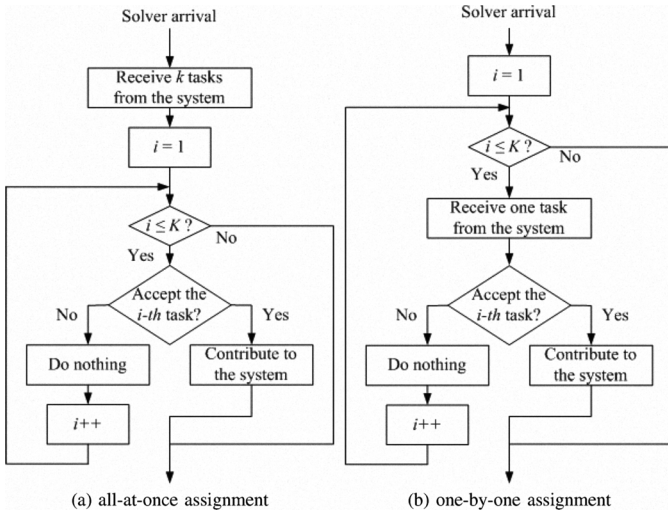 Solver arrival
Receive k tasks
from the system
i = 1
i ≤ K ?
No
Yes
Accept the
i-th task?
No
Yes
Do nothing
Contribute to
the system
i++
(a) all-at-once assignment
Solver arrival
i = 1
i ≤ K ?
No
Yes
Receive one task
from the system
Accept the
i-th task?
No
Yes
Do nothing
Contribute to
the system
i++
(b) one-by-one assignment